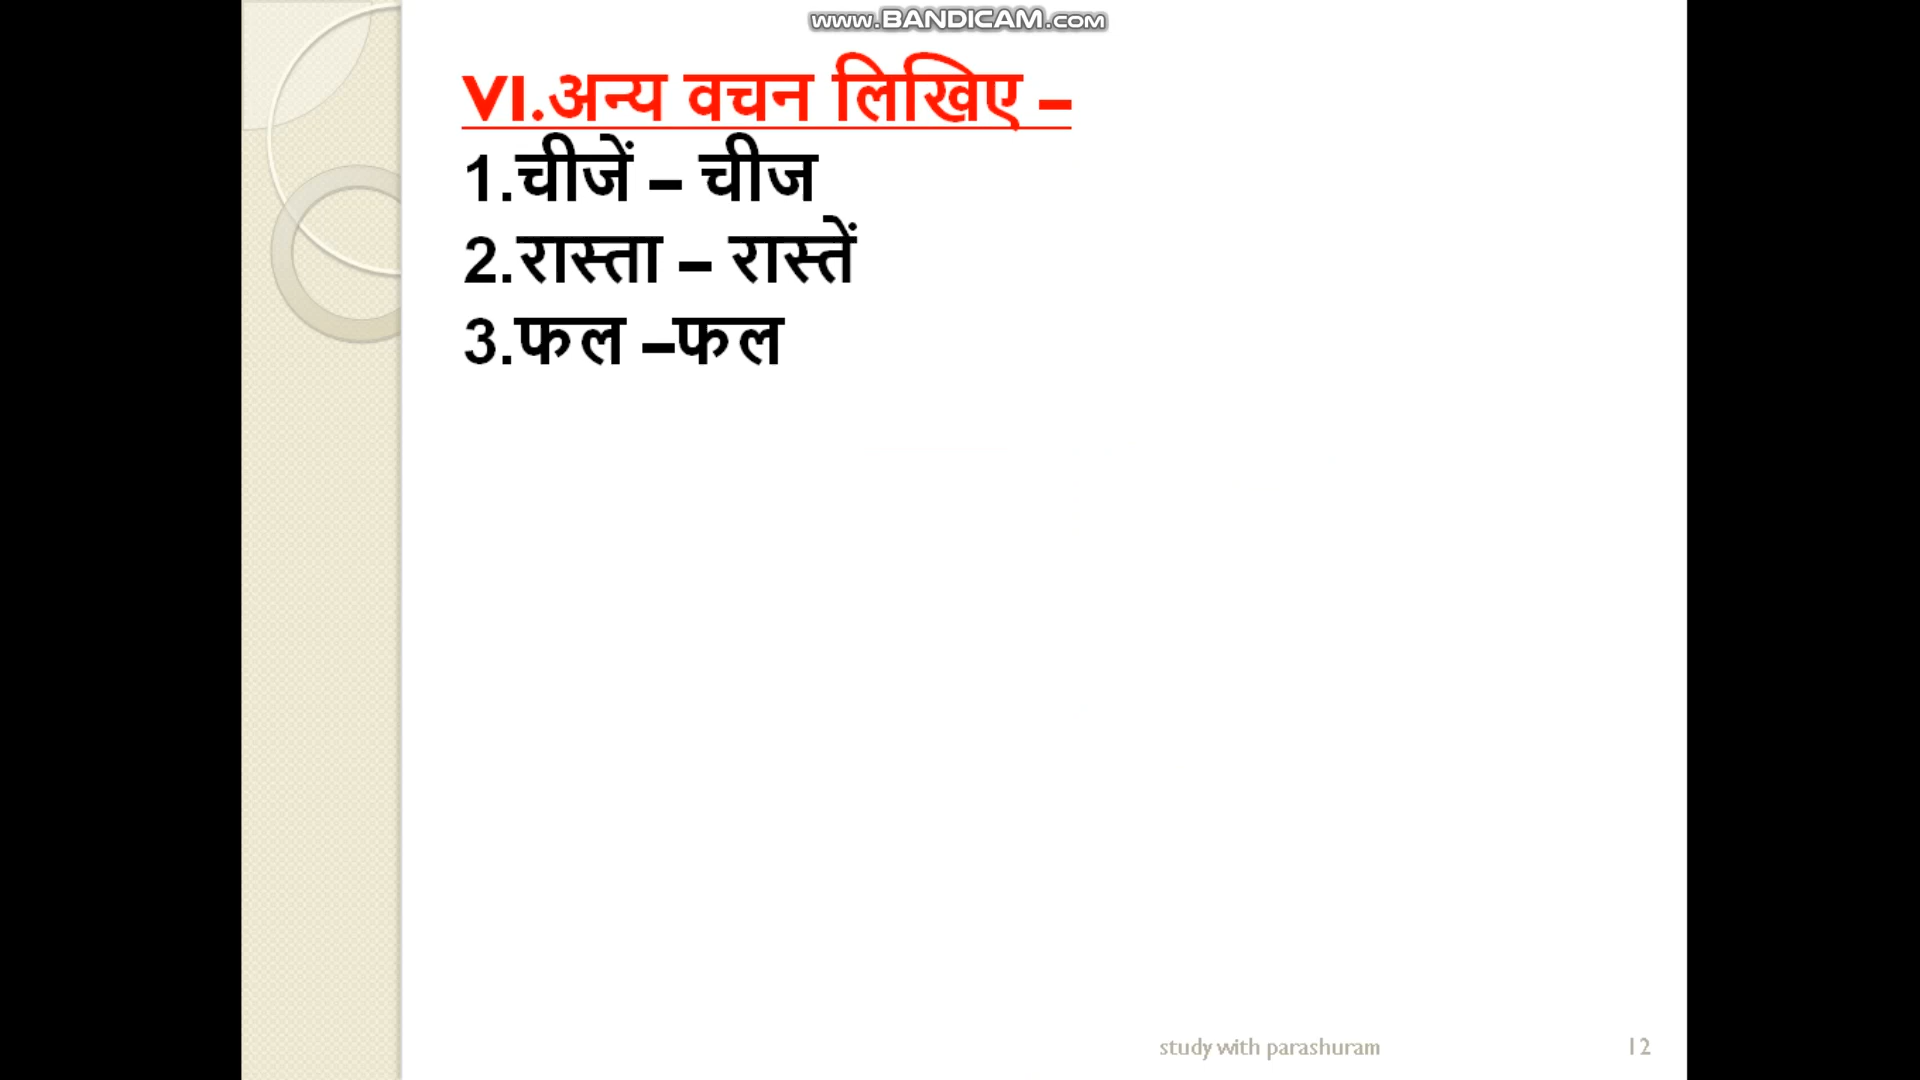 www.BANDICAM.com
VI.अन्य वचन लिखिए –
1.चीजें – चीज
2.रास्ता – रास्तें
3.फल –फल
study with parashuram 12